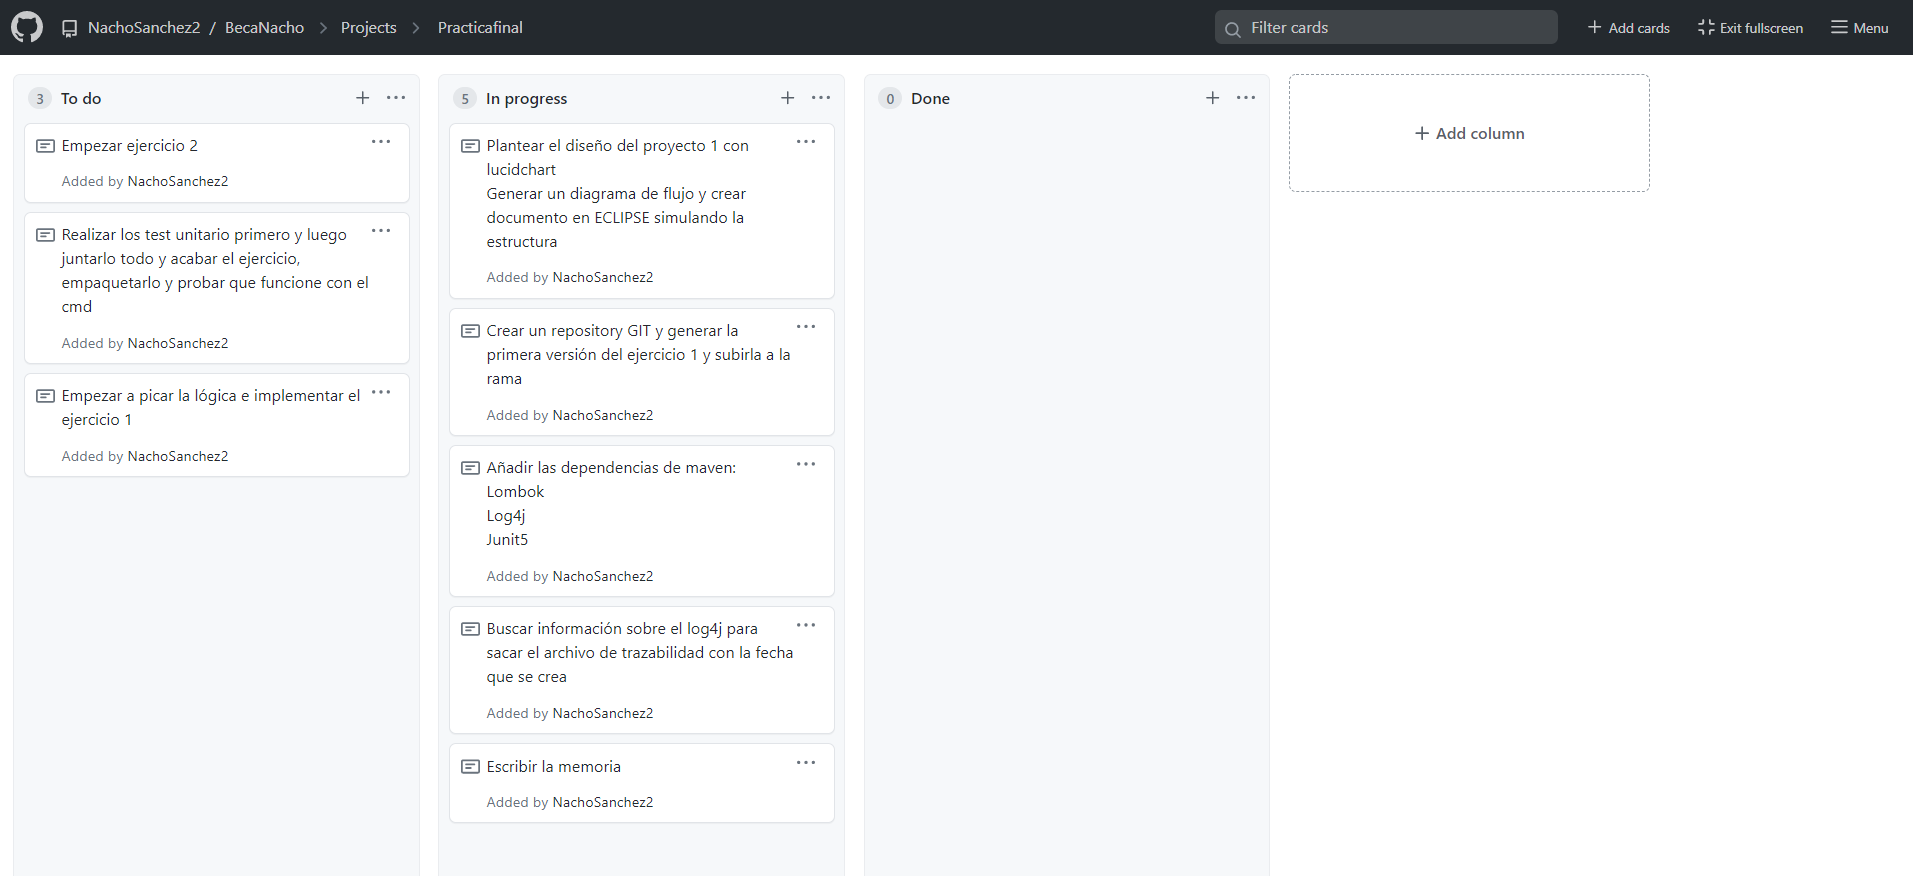 NachoSanchez2 / BecaNacho > Projects > Practicafinal
Filter cards
Add cards
Exit fullscreen
Menu
3 To do
Empezar ejercicio 2
Added by NachoSanchez2
Realizar los test unitario primero y luego
juntarlo todo y acabar el ejercicio,
empaquetarlo y probar que funcione con el
cmd
Added by NachoSanchez2
Empezar a picar la lógica e implementar el
ejercicio 1
Added by NachoSanchez2
5 In progress
Plantear el diseño del proyecto 1 con
lucidchart
Generar un diagrama de flujo y crear
documento en ECLIPSE simulando la
estructura
Added by NachoSanchez2
Crear un repository GIT y generar la
primera versión del ejercicio 1 y subirla a la
rama
Added by NachoSanchez2
Añadir las dependencias de maven:
Lombok
Log4j
Junit5
Added by NachoSanchez2
Buscar información sobre el log4j para
sacar el archivo de trazabilidad con la fecha
que se crea
Added by NachoSanchez2
Escribir la memoria
Added by NachoSanchez2
0 Done
Add column